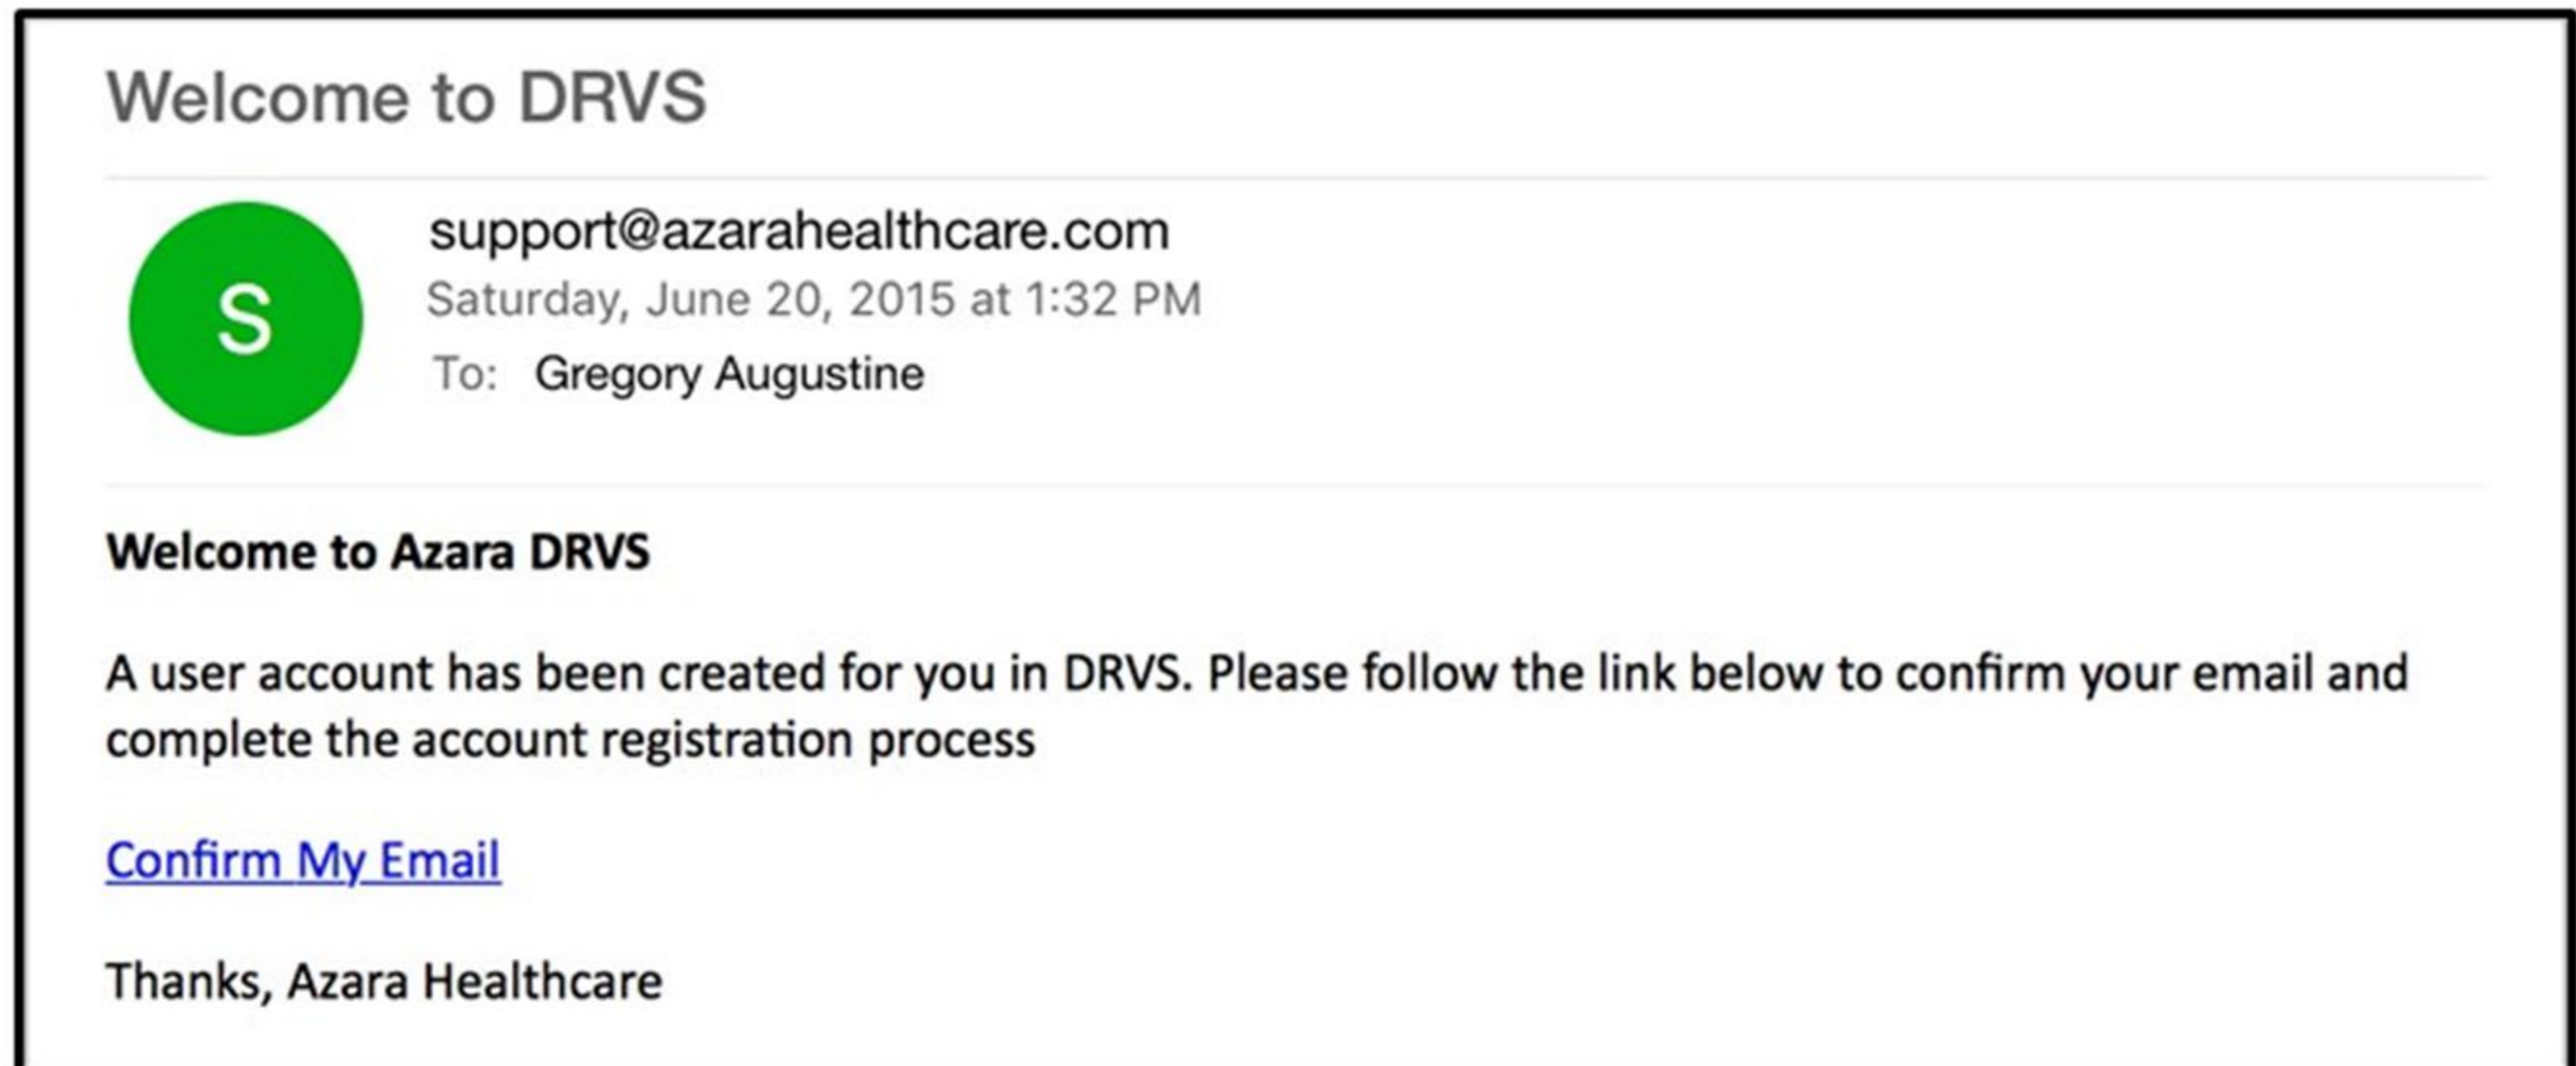 Welcome to DRVS
S
support@azarahealthcare.com
Saturday, June 20, 2015 at 1:32 PM
To: Gregory Augustine
Welcome to Azara DRVS
A user account has been created for you in DRVS. Please follow the link below to confirm your email and
complete the account registration process
Confirm My Email
Thanks, Azara Healthcare